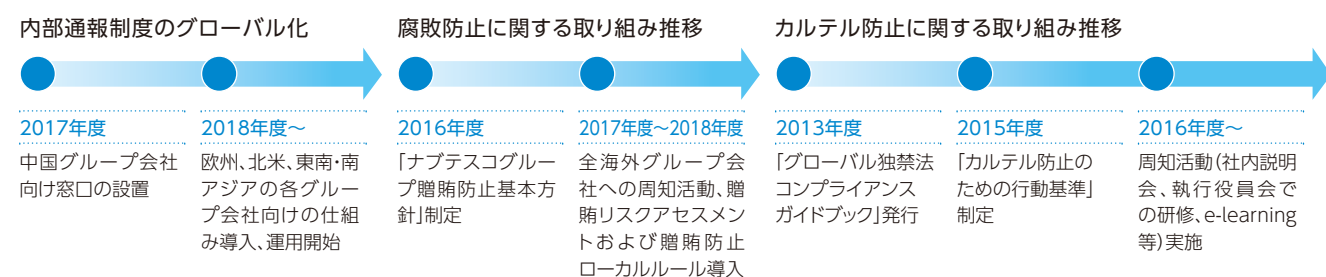 内部通報制度のグローバル化
2017年度
中国グループ会社
向け窓口の設置
2018年度～
欧州、北米、東南・南
アジアの各グルー
プ会社向けの仕組
み導入、運用開始
腐敗防止に関する取り組み推移
2016年度
「ナブテスコグルー
プ贈賄防止基本方
針」制定
2017年度～2018年度
全海外グループ会
社への周知活動、贈
賄リスクアセスメン
トおよび贈賄防止
ローカルルール導入
カルテル防止に関する取り組み推移
2013年度
「グローバル独禁法
コンプライアンス
ガイドブック」発行
2015年度
「カルテル防止の
ための行動基準」
制定
2016年度～
周知活動（社内説明
会、執行役員会で
の研修、e-learning
等）実施